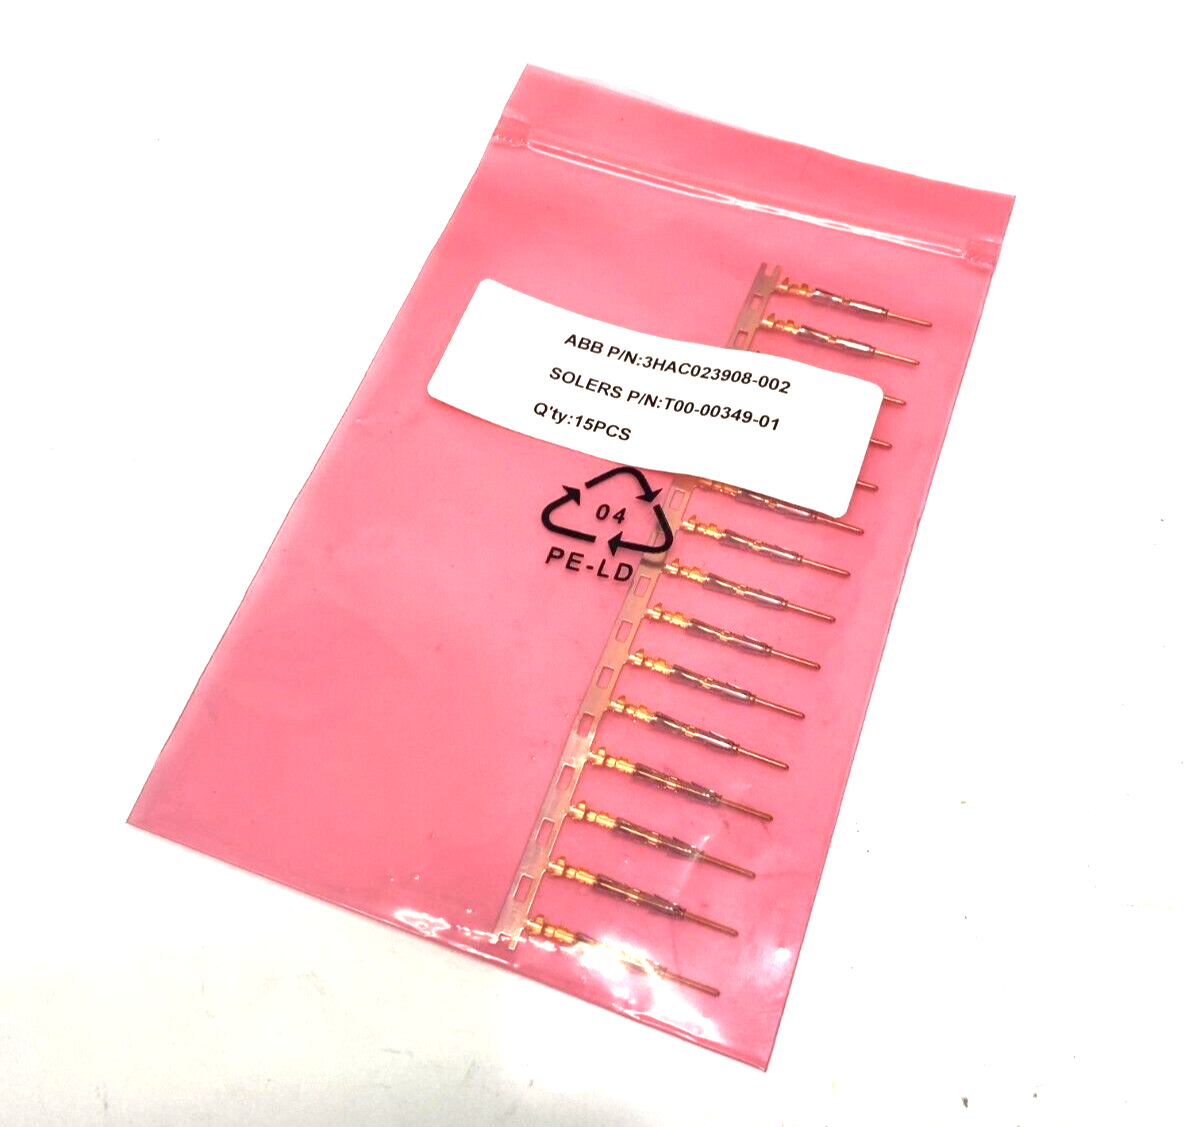 ABB P/N:3HAC023908-002
SOLERS P/N:T00-00349-01
Q'ty:15PCS
04
PE-LD